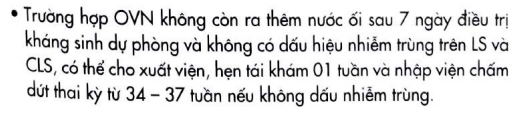 • Trường hợp OVN không còn ra thêm nước ối sau 7 ngày điều trị
kháng sinh dự phòng và không có dấu hiệu nhiễm trùng trên LS và
CLS, có thể cho xuất viện, hẹn tái khám 01 tuần và nhập viện chấm
dứt thai kỳ từ 34 – 37 tuần nếu không dấu nhiễm trùng.